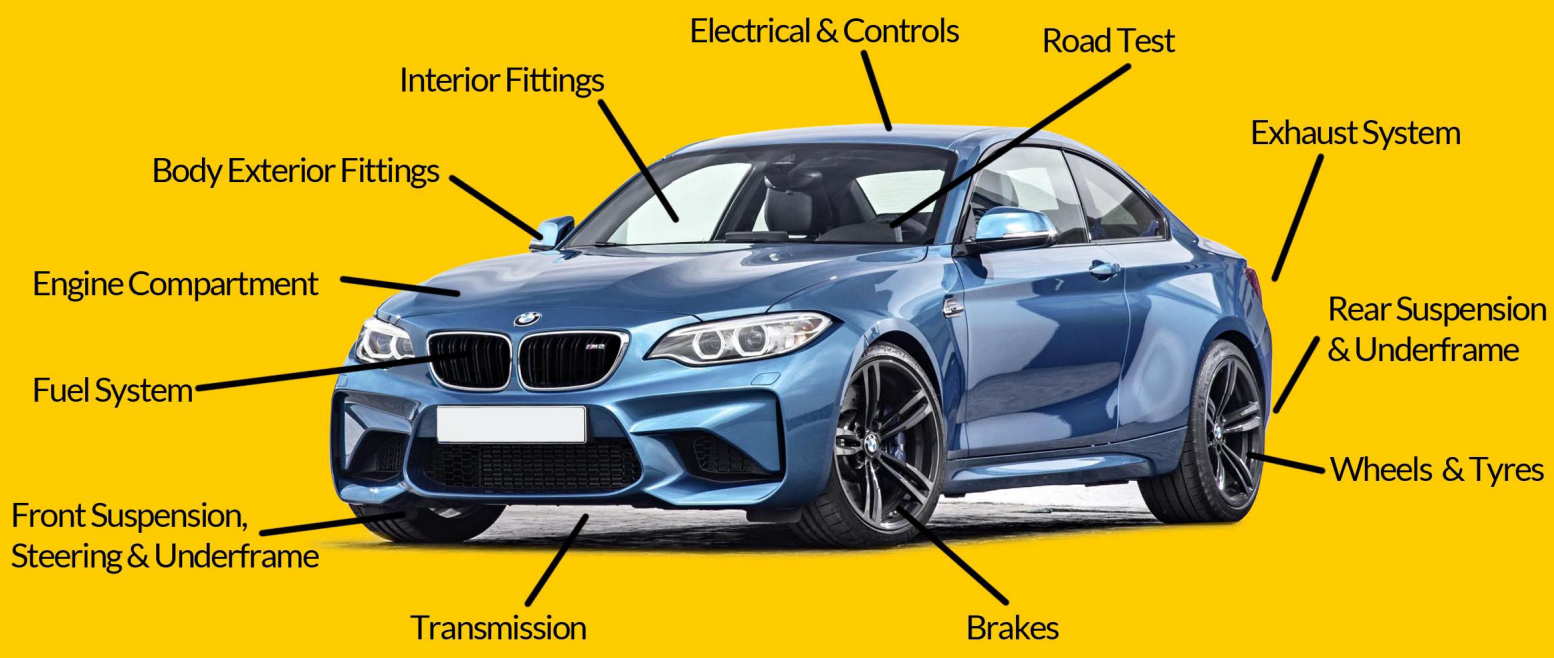 Electrical & Controls
Road Test
Interior Fittings
Exhaust System
Body Exterior Fittings
Engine Compartment
Rear Suspension
& Underframe
Fuel System
Wheels & Tyres
Front Suspension,
Steering & Underframe
Transmission
Brakes